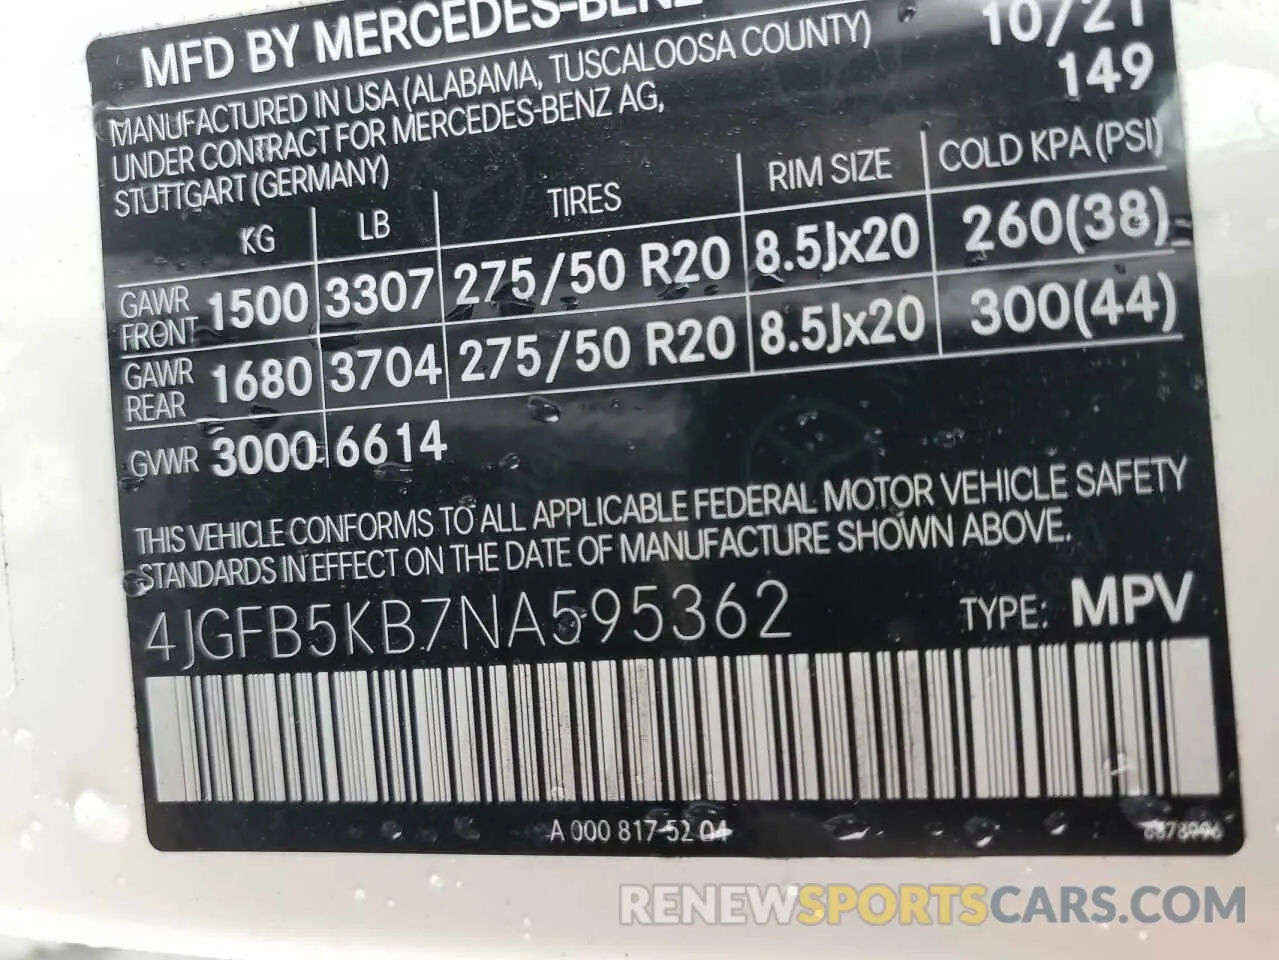 MFD BY MERCEDES-BENZ
10/21
MANUFACTURED IN USA (ALABAMA, TUSCALOOSA COUNTY)
149
UNDER CONTRACT FOR MERCEDES-BENZ AG,
STUTTGART (GERMANY)
KG LB TIRES RIM SIZE COLD KPA (PSI)
GAWR FRONT 1500 3307 275/50 R20 8.5Jx20 260(38)
GAWR REAR 1680 3704 275/50 R20 8.5Jx20 300(44)
GVWR 3000 6614
THIS VEHICLE CONFORMS TO ALL APPLICABLE FEDERAL MOTOR VEHICLE SAFETY
STANDARDS IN EFFECT ON THE DATE OF MANUFACTURE SHOWN ABOVE.
4JGFB5KB7NA595362 TYPE: MPV
A 000 817 52 04
RENEWSPORTSCARS.COM